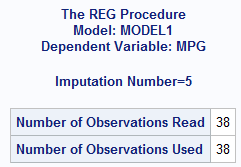 The REG Procedure
Model: MODEL1
Dependent Variable: MPG
Imputation Number=5
Number of Observations Read 38
Number of Observations Used 38